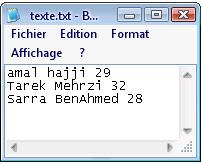 texte.txt - B...
Fichier Edition Format
Affichage ?
amal hajji 29
Tarek Mehrzi 32
Sarra BenAhmed 28